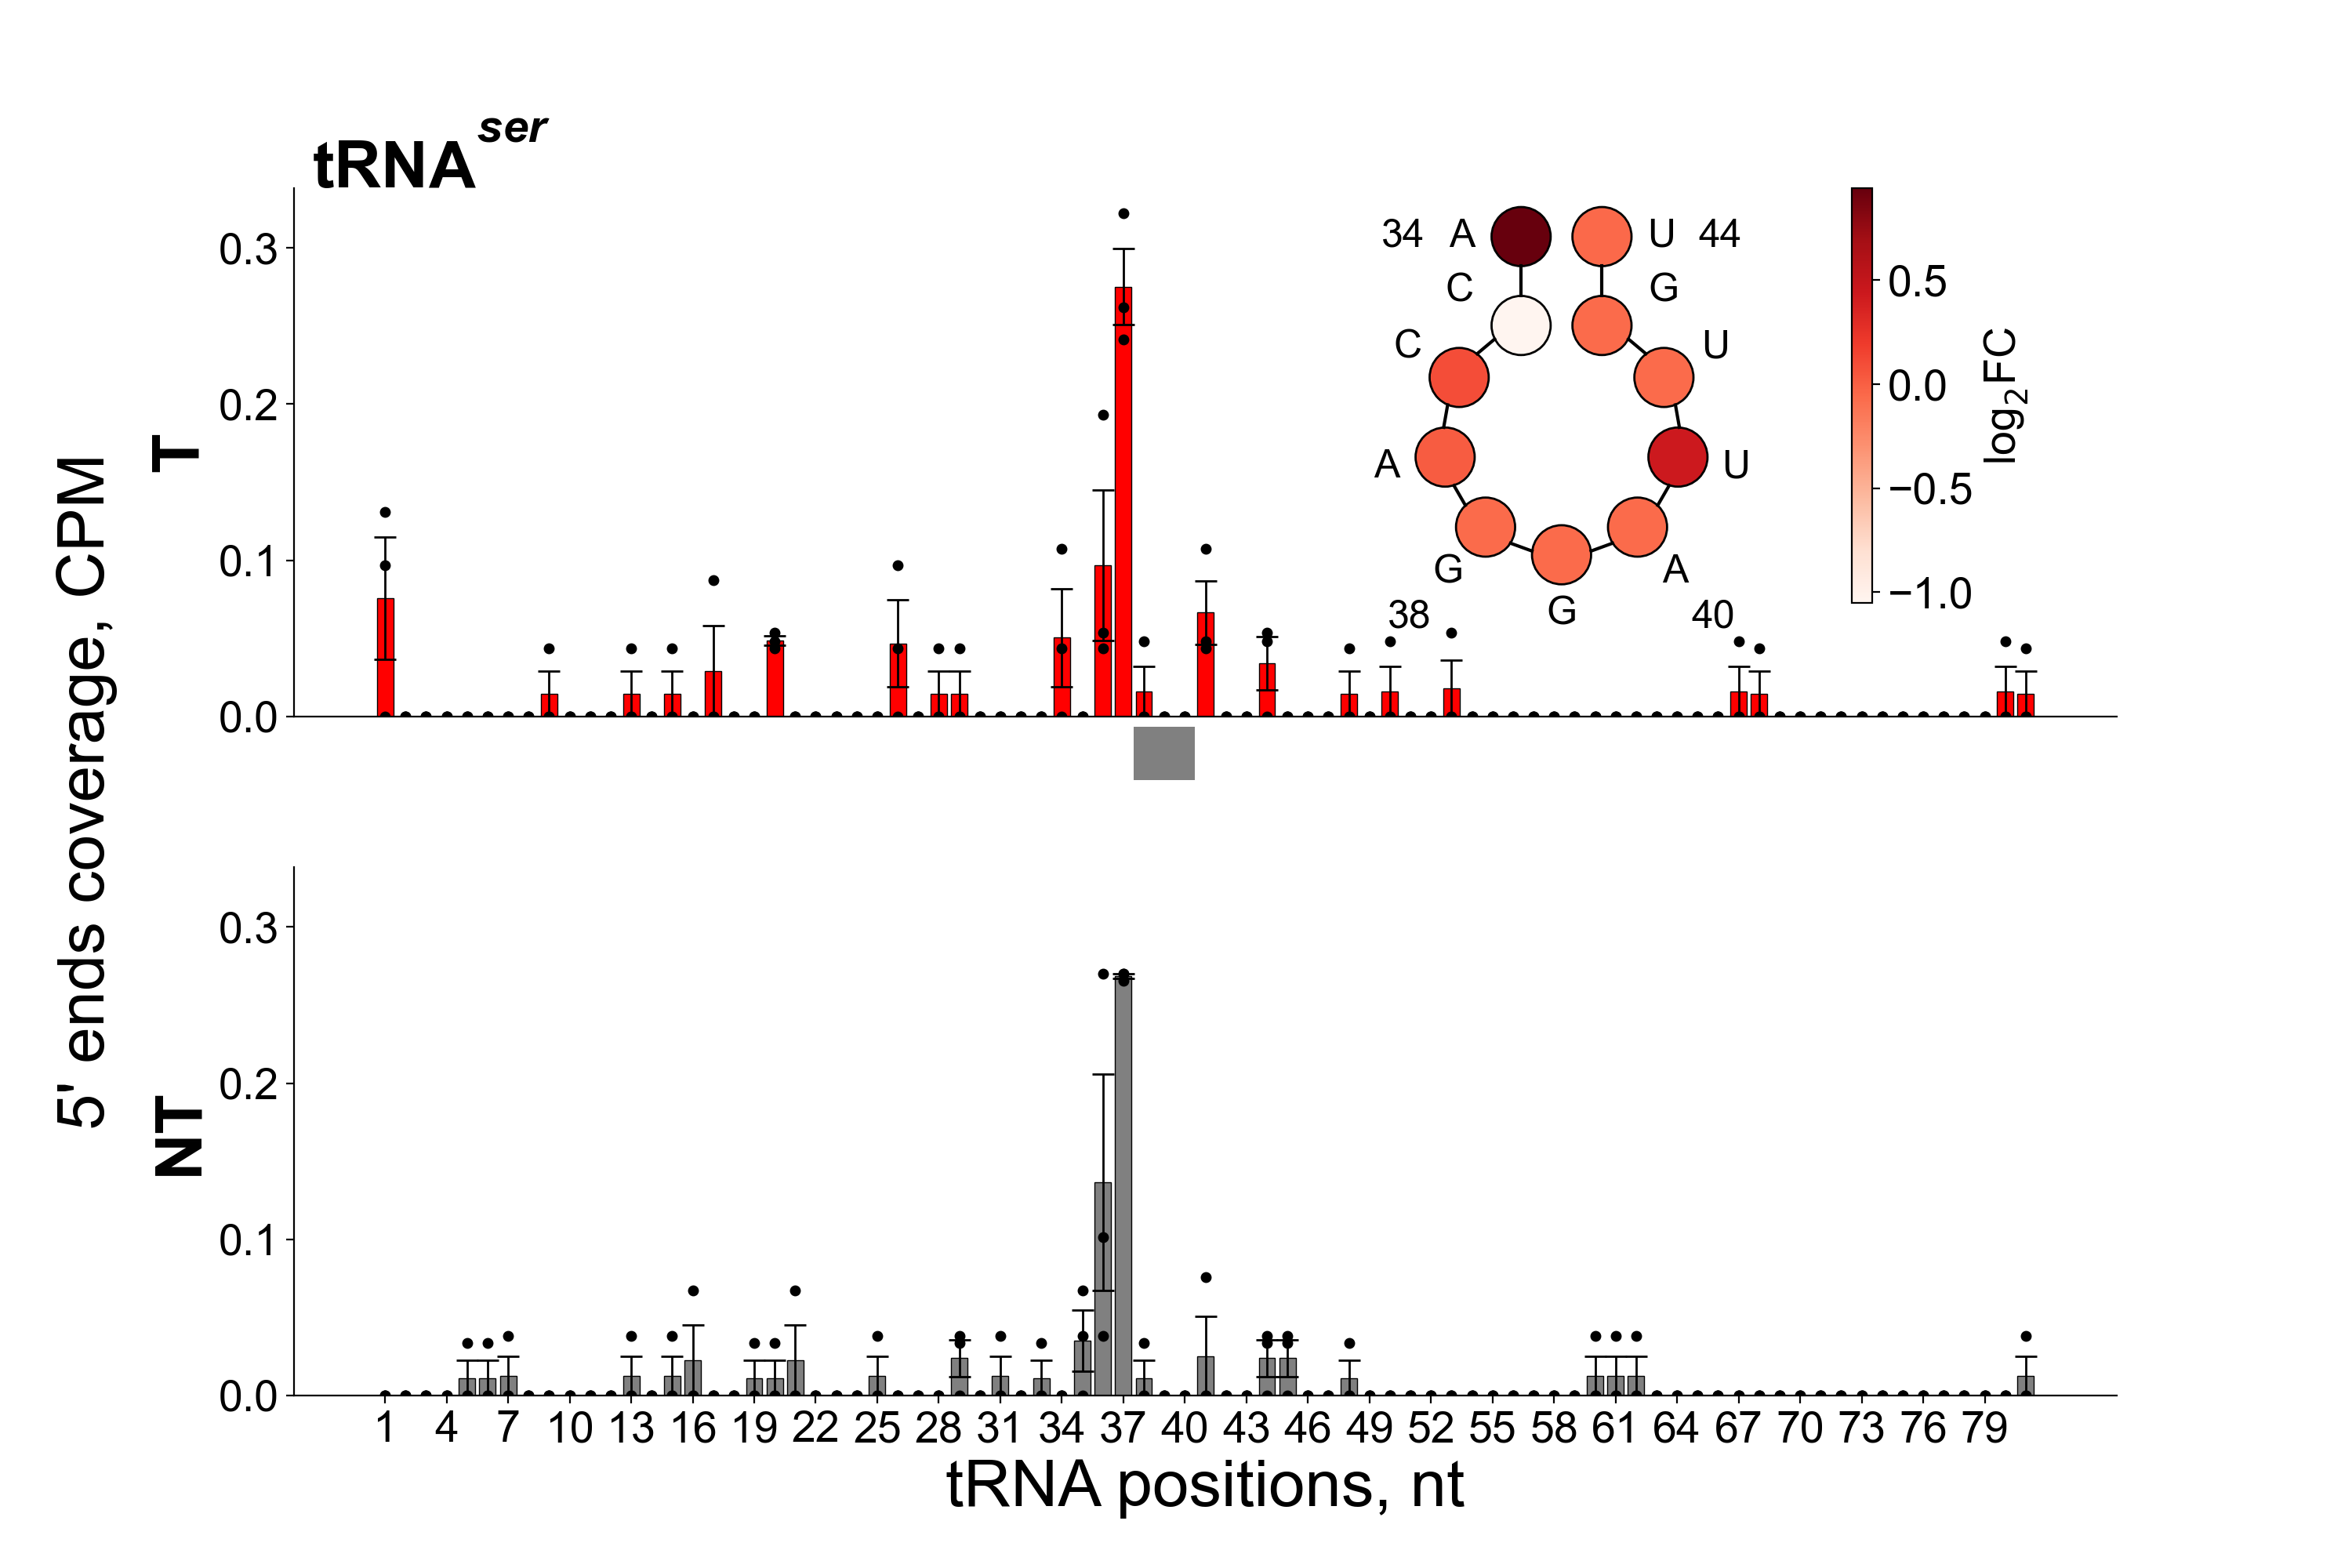 tRNA^ser
5' ends coverage, CPM
T
0.3
0.2
0.1
0.0
34 A U 44
C G
C U
A U
G A
G
38 40
0.5
0.0
−0.5
−1.0
log₂FC
NT
0.3
0.2
0.1
0.0
1 4 7 10 13 16 19 22 25 28 31 34 37 40 43 46 49 52 55 58 61 64 67 70 73 76 79
tRNA positions, nt